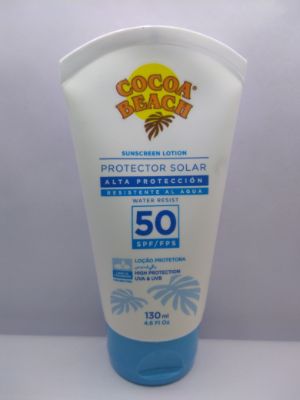 COCOA®
BEACH
SUNSCREEN LOTION
PROTECTOR SOLAR
ALTA PROTECCIÓN
RESISTENTE AL AGUA
WATER RESIST
50
SPF/FPS
LOÇÃO PROTETORA
HIGH PROTECTION
UVA & UVB
130 ml
4.6 Fl Oz